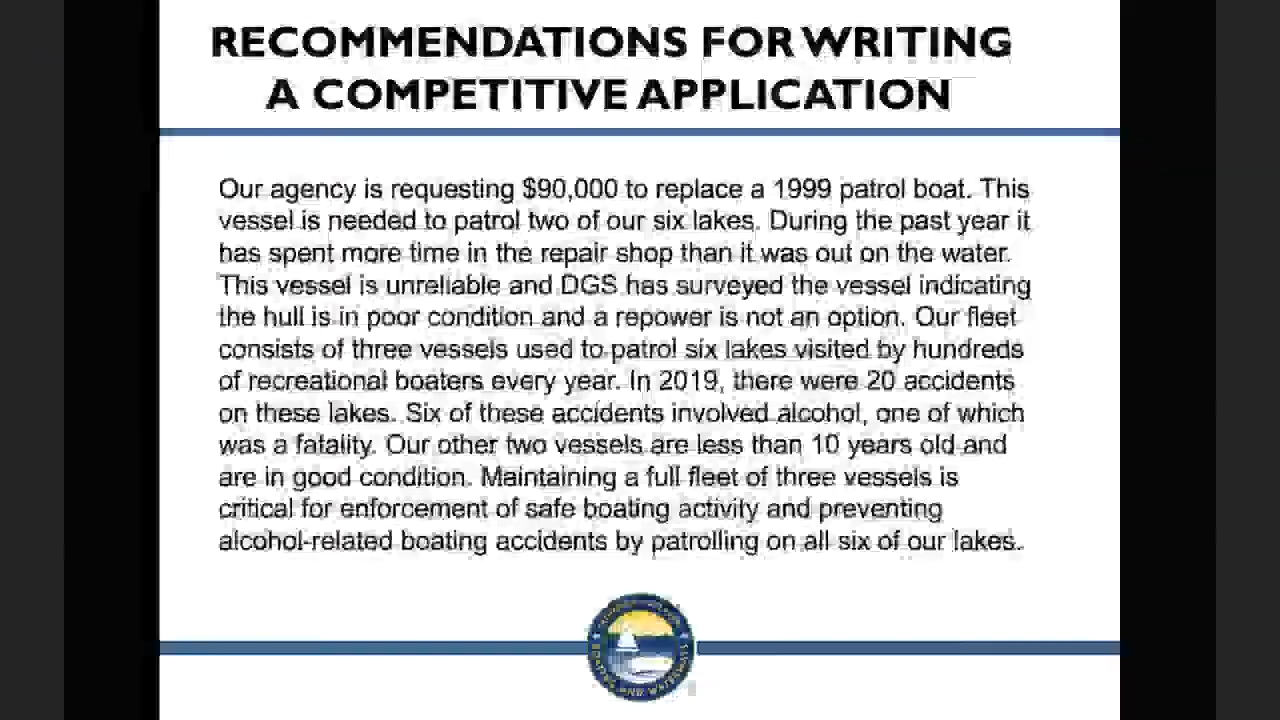 RECOMMENDATIONS FOR WRITING
A COMPETITIVE APPLICATION
Our agency is requesting $90,000 to replace a 1999 patrol boat. This
vessel is needed to patrol two of our six lakes. During the past year it
has spent more time in the repair shop than it was out on the water.
This vessel is unreliable and DGS has surveyed the vessel indicating
the hull is in poor condition and a repower is not an option. Our fleet
consists of three vessels used to patrol six lakes visited by hundreds
of recreational boaters every year. In 2019, there were 20 accidents
on these lakes. Six of these accidents involved alcohol, one of which
was a fatality. Our other two vessels are less than 10 years old and
are in good condition. Maintaining a full fleet of three vessels is
critical for enforcement of safe boating activity and preventing
alcohol-related boating accidents by patrolling on all six of our lakes.
BOATING AND WATERWAYS